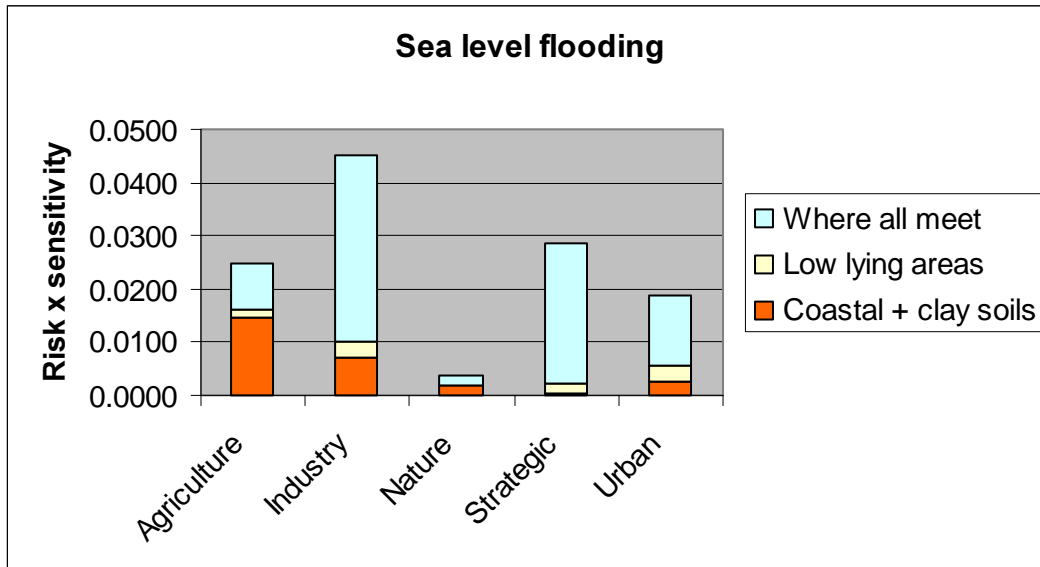 Sea level flooding
Risk x sensitivity
0.0500
0.0400
0.0300
0.0200
0.0100
0.0000
Agriculture
Industry
Nature
Strategic
Urban
Where all meet
Low lying areas
Coastal + clay soils